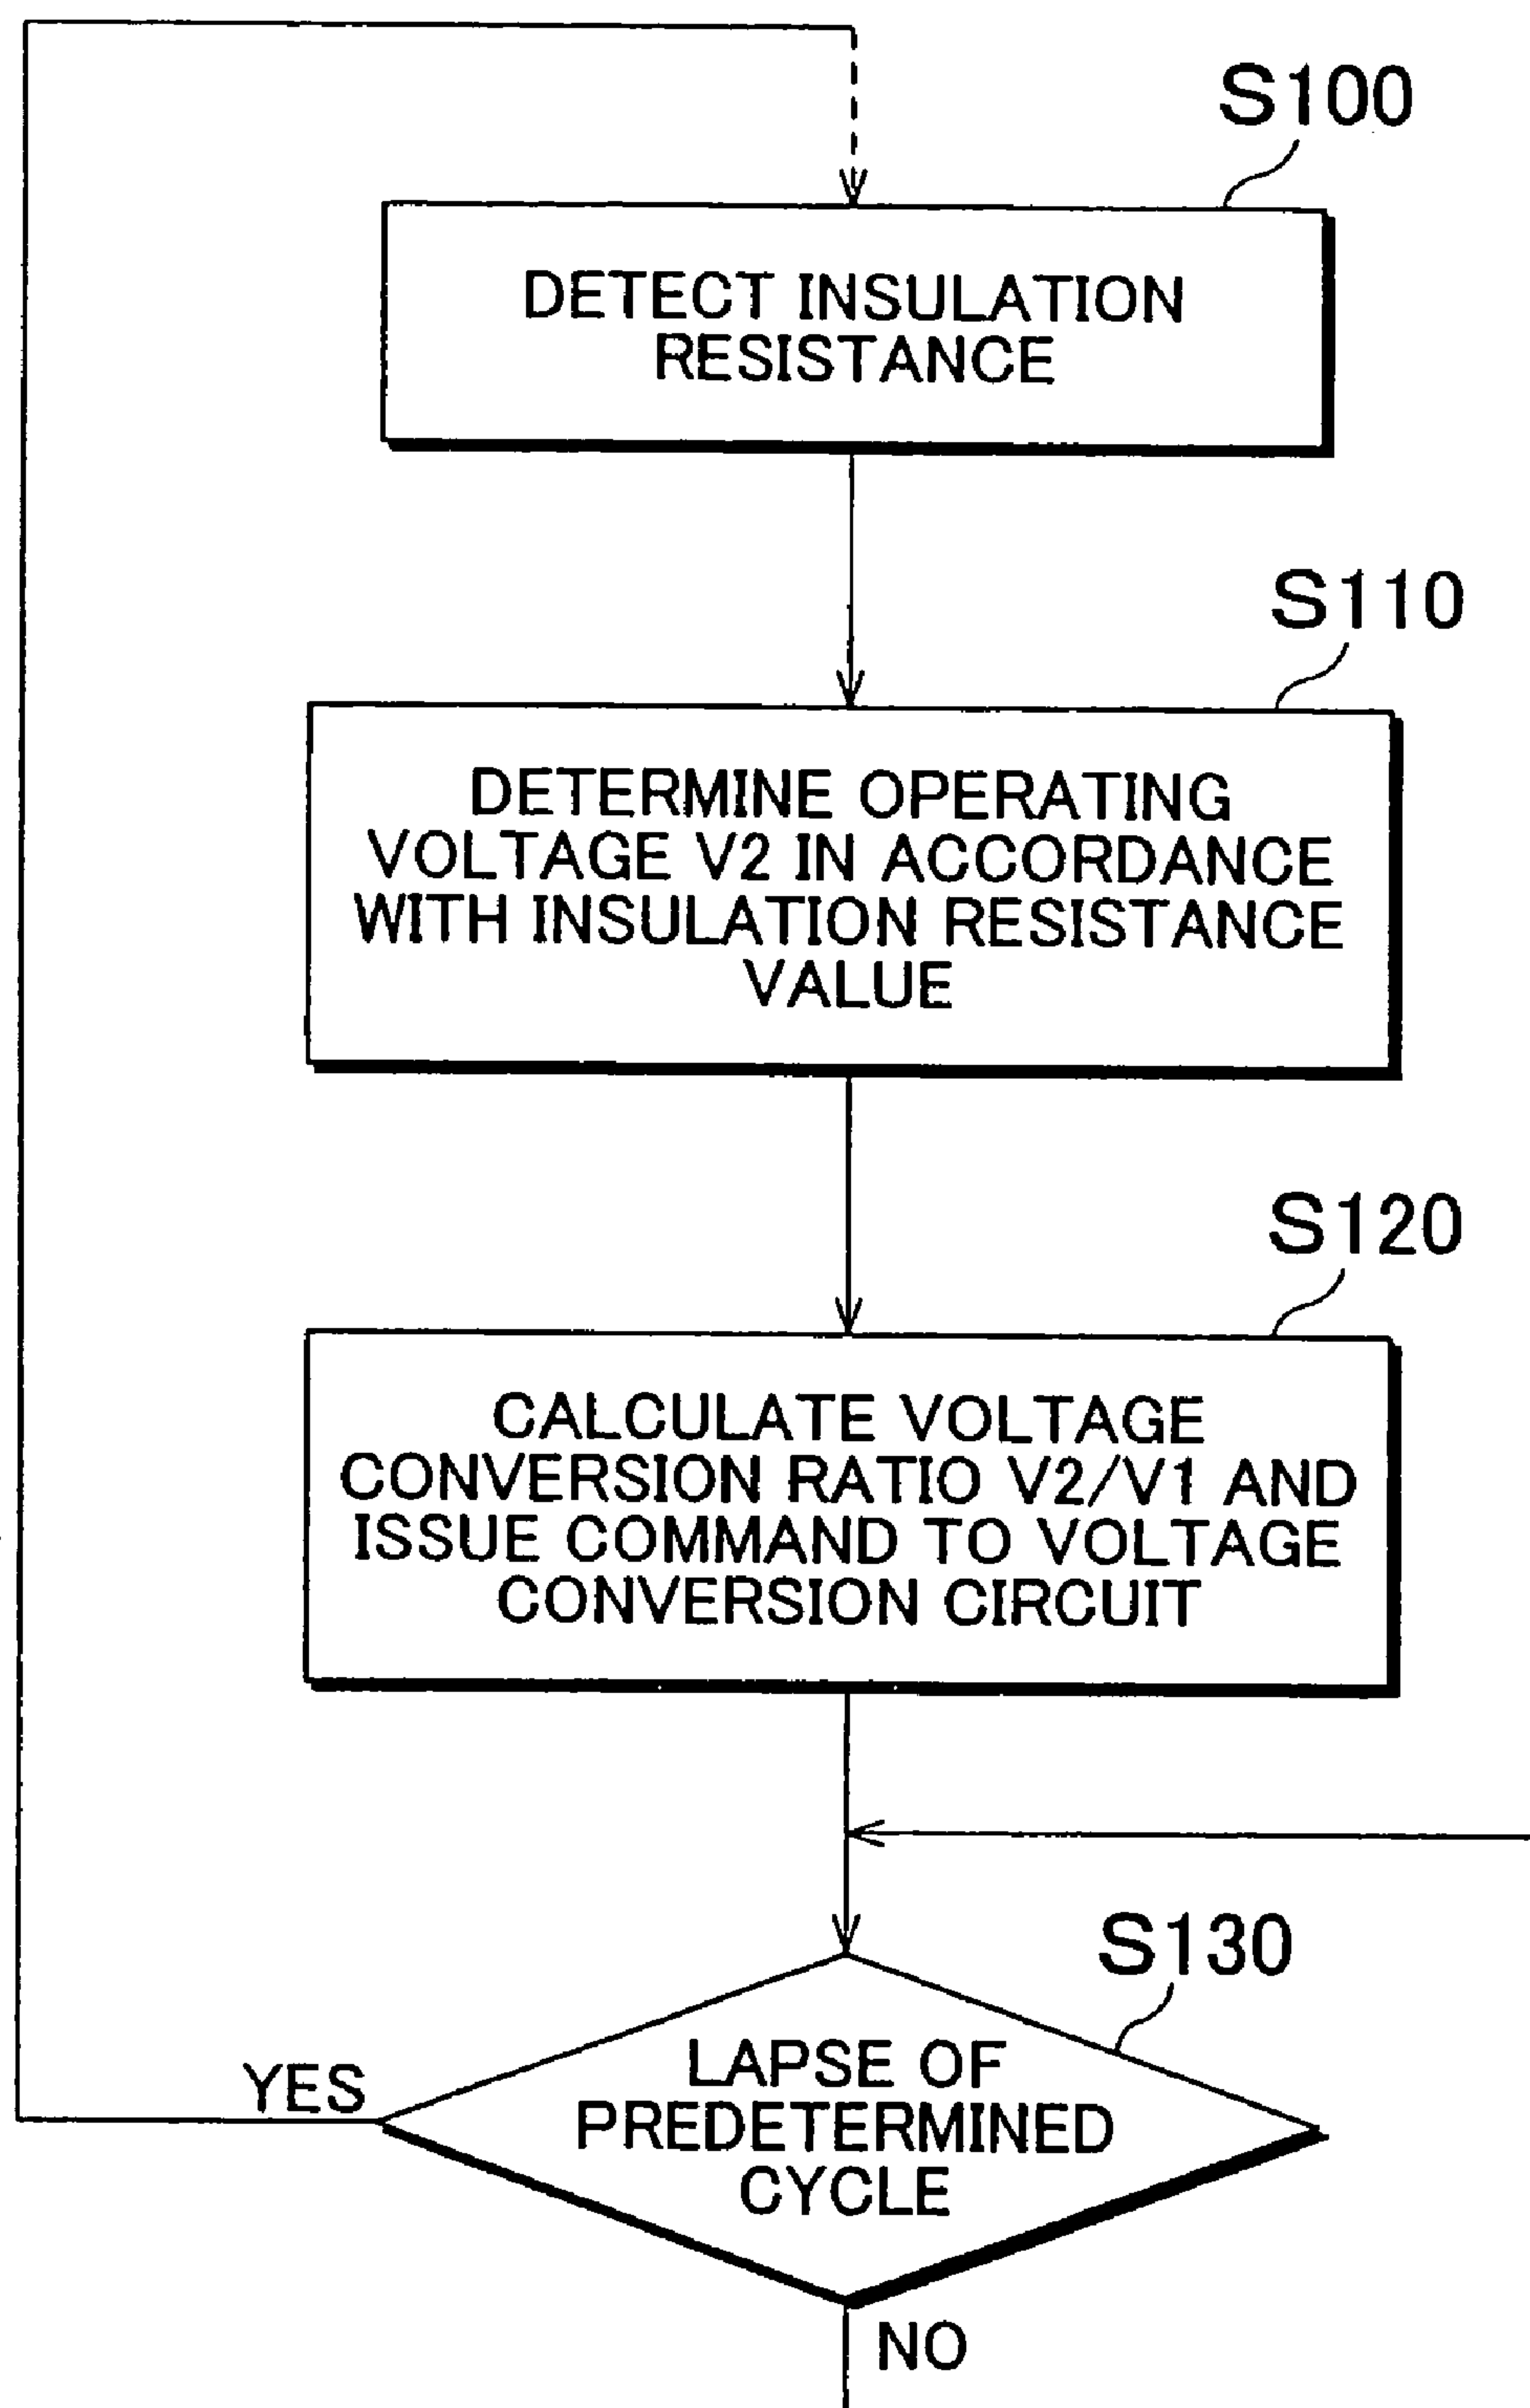 S100
DETECT INSULATION
RESISTANCE
S110
DETERMINE OPERATING
VOLTAGE V2 IN ACCORDANCE
WITH INSULATION RESISTANCE
VALUE
S120
CALCULATE VOLTAGE
CONVERSION RATIO V2/V1 AND
ISSUE COMMAND TO VOLTAGE
CONVERSION CIRCUIT
S130
LAPSE OF
PREDETERMINED
CYCLE
YES
NO